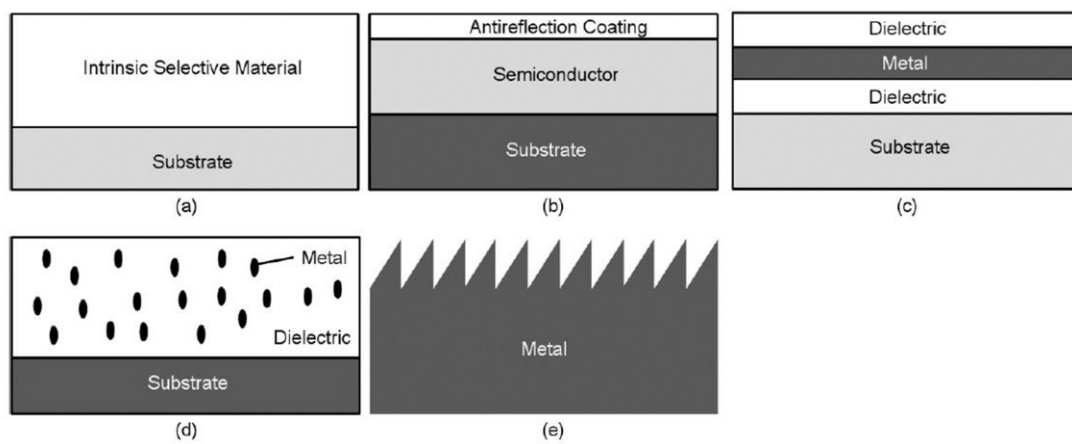 Intrinsic Selective Material
Substrate
(a)
Antireflection Coating
Semiconductor
Substrate
(b)
Dielectric
Metal
Dielectric
Substrate
(c)
Metal
Dielectric
Substrate
(d)
Metal
(e)